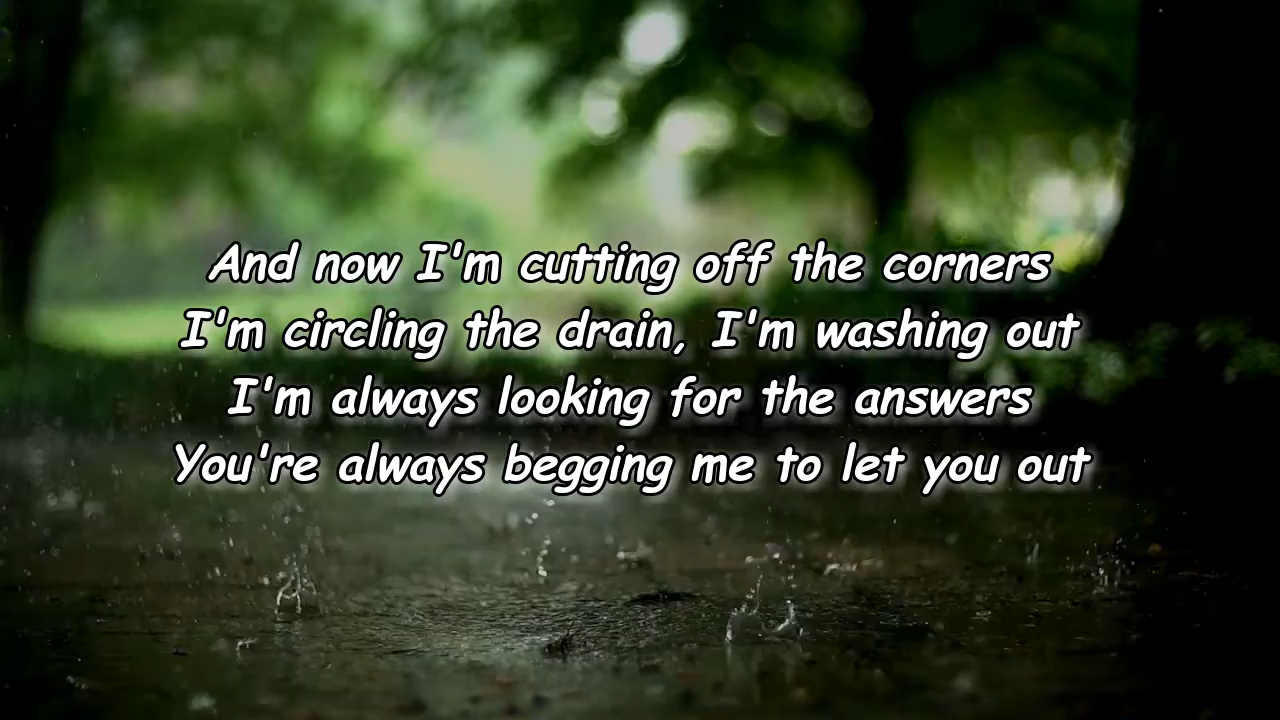 And now I'm cutting off the corners
I'm circling the drain, I'm washing out
I'm always looking for the answers
You're always begging me to let you out